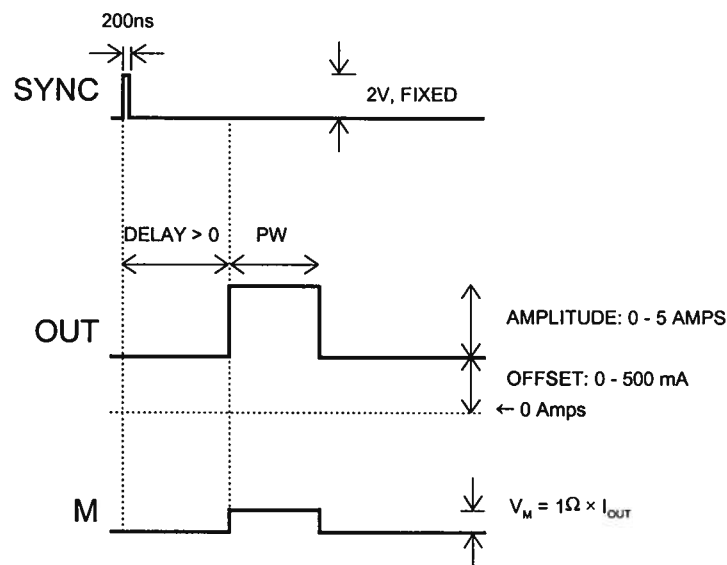 200ns
SYNC
2V, FIXED
DELAY > 0
PW
OUT
AMPLITUDE: 0 - 5 AMPS
OFFSET: 0 - 500 mA
← 0 Amps
M
V_M = 1Ω × I_OUT